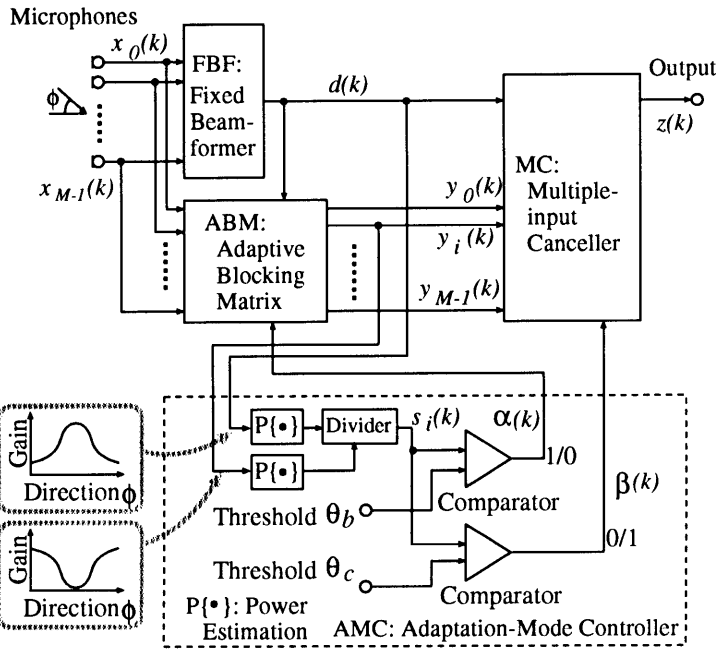 Microphones
x_0(k)
FBF:
Fixed
Beam-
former
d(k)
Output
z(k)
ϕ
x_{M-1}(k)
MC:
Multiple-
input
Canceller
ABM:
Adaptive
Blocking
Matrix
y_0(k)
y_i(k)
y_{M-1}(k)
Gain
Direction ϕ
Gain
Direction ϕ
P{•}
Divider
P{•}
s_i(k)
α(k)
1/0
Comparator
β(k)
Threshold θ_b
0/1
Threshold θ_c
Comparator
P{•}: Power
Estimation
AMC: Adaptation-Mode Controller